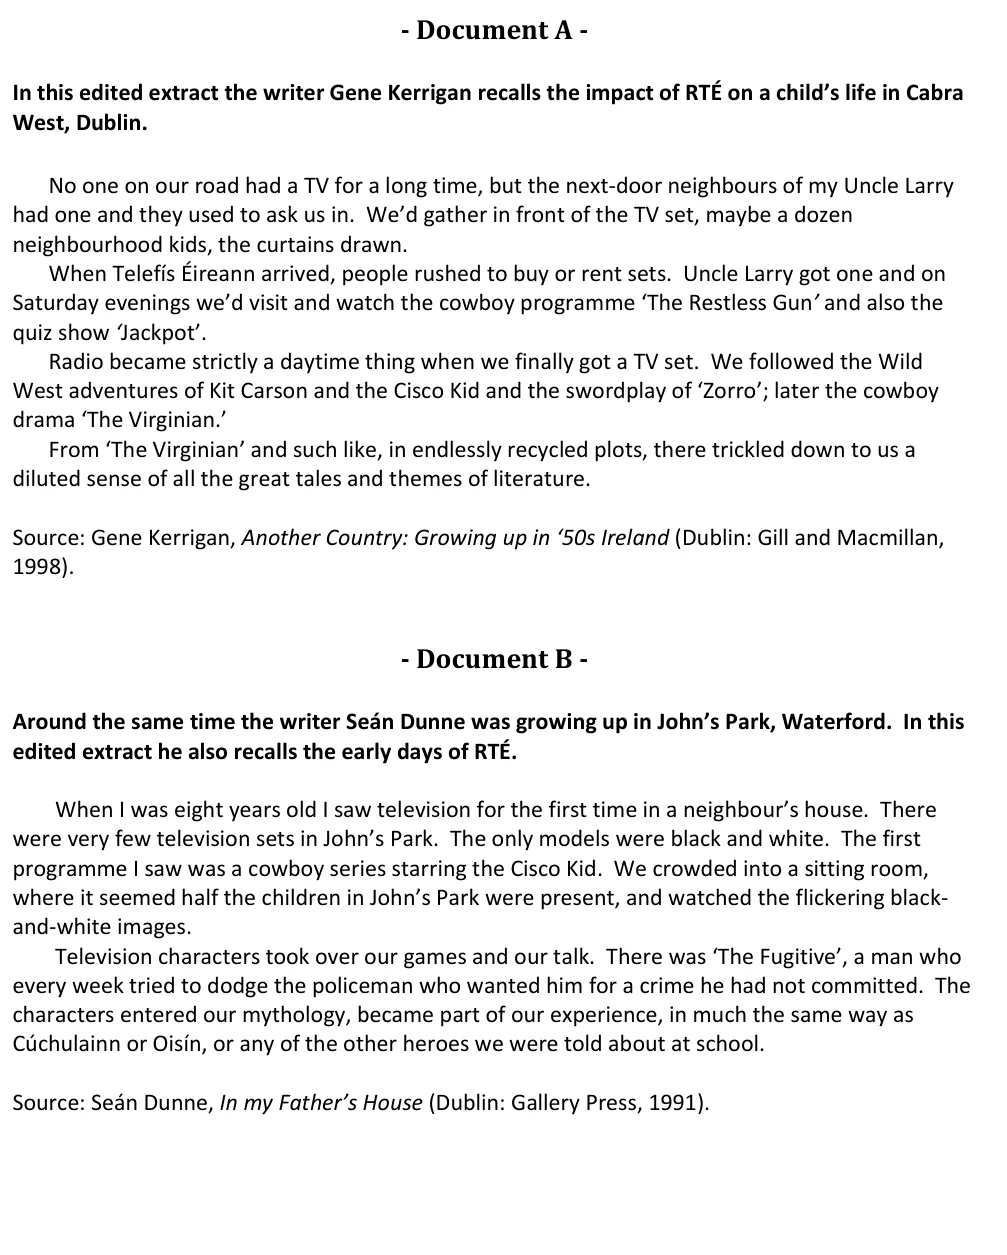 - Document A -
In this edited extract the writer Gene Kerrigan recalls the impact of RTÉ on a child’s life in Cabra
West, Dublin.
No one on our road had a TV for a long time, but the next-door neighbours of my Uncle Larry
had one and they used to ask us in.  We’d gather in front of the TV set, maybe a dozen
neighbourhood kids, the curtains drawn.
When Telefís Éireann arrived, people rushed to buy or rent sets.  Uncle Larry got one and on
Saturday evenings we’d visit and watch the cowboy programme ‘The Restless Gun’ and also the
quiz show ‘Jackpot’.
Radio became strictly a daytime thing when we finally got a TV set.  We followed the Wild
West adventures of Kit Carson and the Cisco Kid and the swordplay of ‘Zorro’; later the cowboy
drama ‘The Virginian.’
From ‘The Virginian’ and such like, in endlessly recycled plots, there trickled down to us a
diluted sense of all the great tales and themes of literature.
Source: Gene Kerrigan, Another Country: Growing up in ‘50s Ireland (Dublin: Gill and Macmillan,
1998).
- Document B -
Around the same time the writer Seán Dunne was growing up in John’s Park, Waterford.  In this
edited extract he also recalls the early days of RTÉ.
When I was eight years old I saw television for the first time in a neighbour’s house.  There
were very few television sets in John’s Park.  The only models were black and white.  The first
programme I saw was a cowboy series starring the Cisco Kid.  We crowded into a sitting room,
where it seemed half the children in John’s Park were present, and watched the flickering black-
and-white images.
Television characters took over our games and our talk.  There was ‘The Fugitive’, a man who
every week tried to dodge the policeman who wanted him for a crime he had not committed.  The
characters entered our mythology, became part of our experience, in much the same way as
Cúchulainn or Oisín, or any of the other heroes we were told about at school.
Source: Seán Dunne, In my Father’s House (Dublin: Gallery Press, 1991).